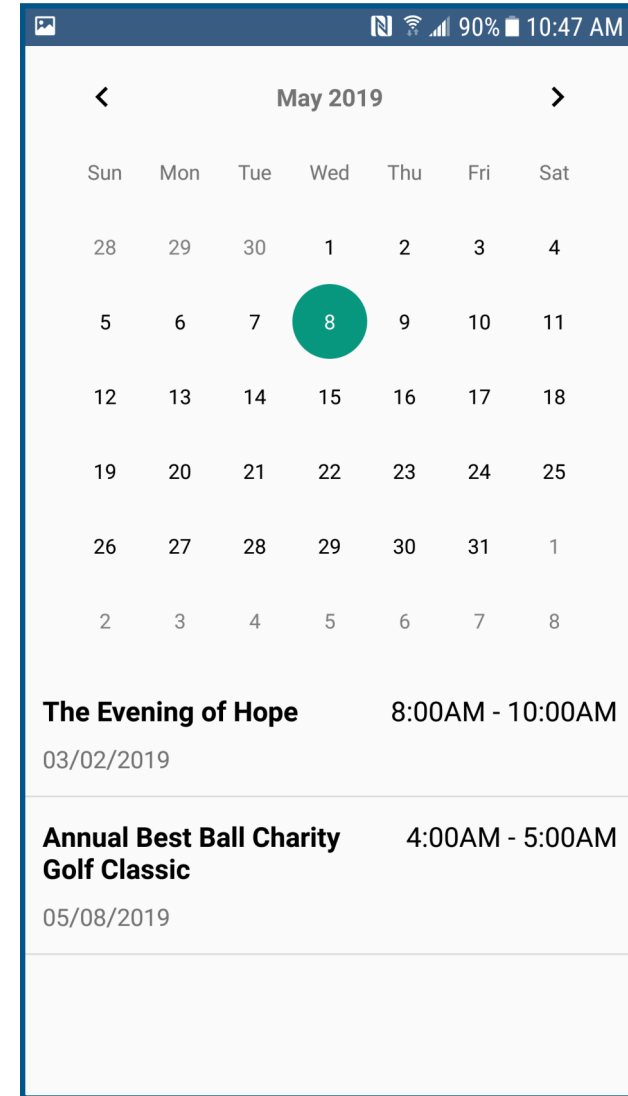 90% 10:47 AM
May 2019
Sun Mon Tue Wed Thu Fri Sat
28 29 30 1 2 3 4
5 6 7 8 9 10 11
12 13 14 15 16 17 18
19 20 21 22 23 24 25
26 27 28 29 30 31 1
2 3 4 5 6 7 8
The Evening of Hope 8:00AM - 10:00AM
03/02/2019
Annual Best Ball Charity 4:00AM - 5:00AM
Golf Classic
05/08/2019